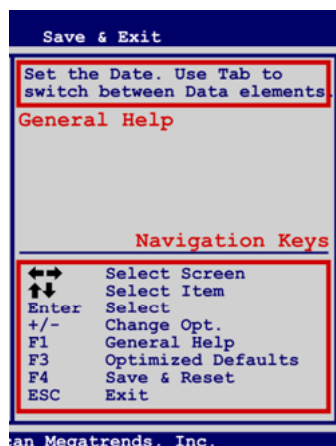 Save & Exit
Set the Date. Use Tab to
switch between Data elements.
General Help
Navigation Keys
Select Screen
Select Item
Enter Select
+/- Change Opt.
F1 General Help
F3 Optimized Defaults
F4 Save & Reset
ESC Exit
an Megatrends, Inc.